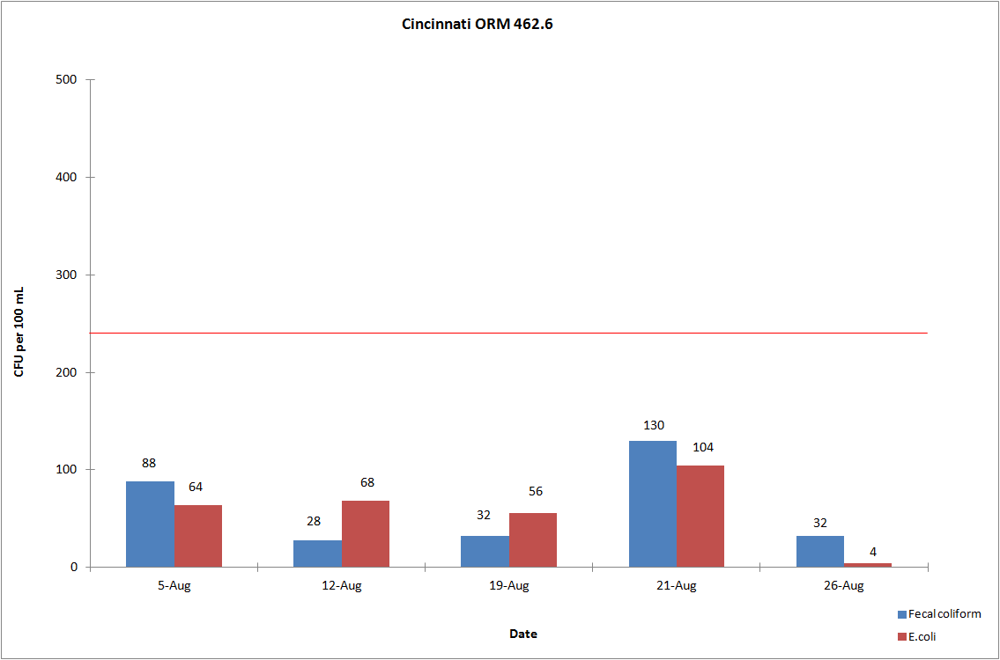 Cincinnati ORM 462.6
500
400
300
200
100
0
CFU per 100 mL
88
64
28
68
32
56
130
104
32
4
5-Aug
12-Aug
19-Aug
21-Aug
26-Aug
Date
Fecal coliform
E.coli